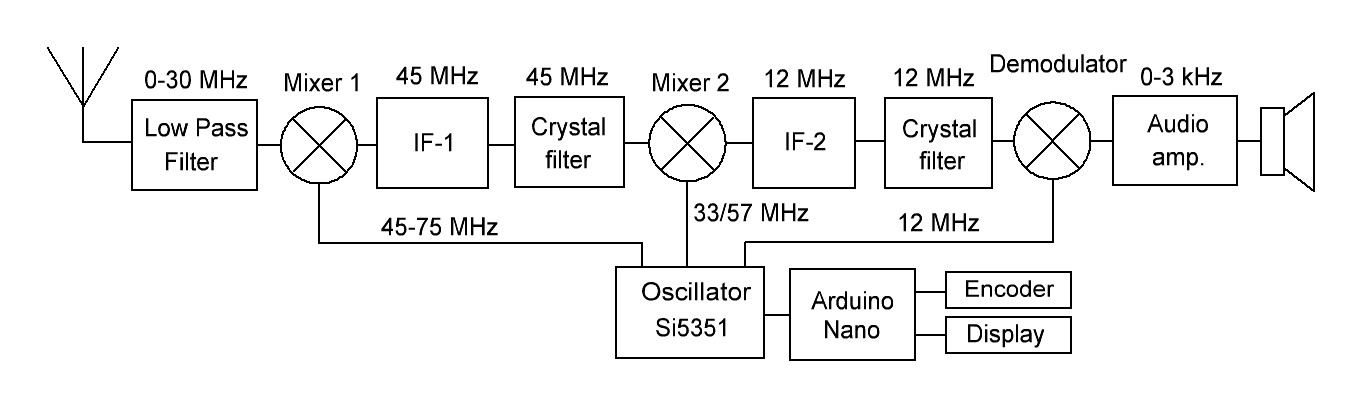 0-30 MHz
Low Pass
Filter
Mixer 1
45 MHz
IF-1
45 MHz
Crystal
filter
Mixer 2
12 MHz
IF-2
12 MHz
Crystal
filter
Demodulator
0-3 kHz
Audio
amp.
45-75 MHz
33/57 MHz
12 MHz
Oscillator
Si5351
Arduino
Nano
Encoder
Display